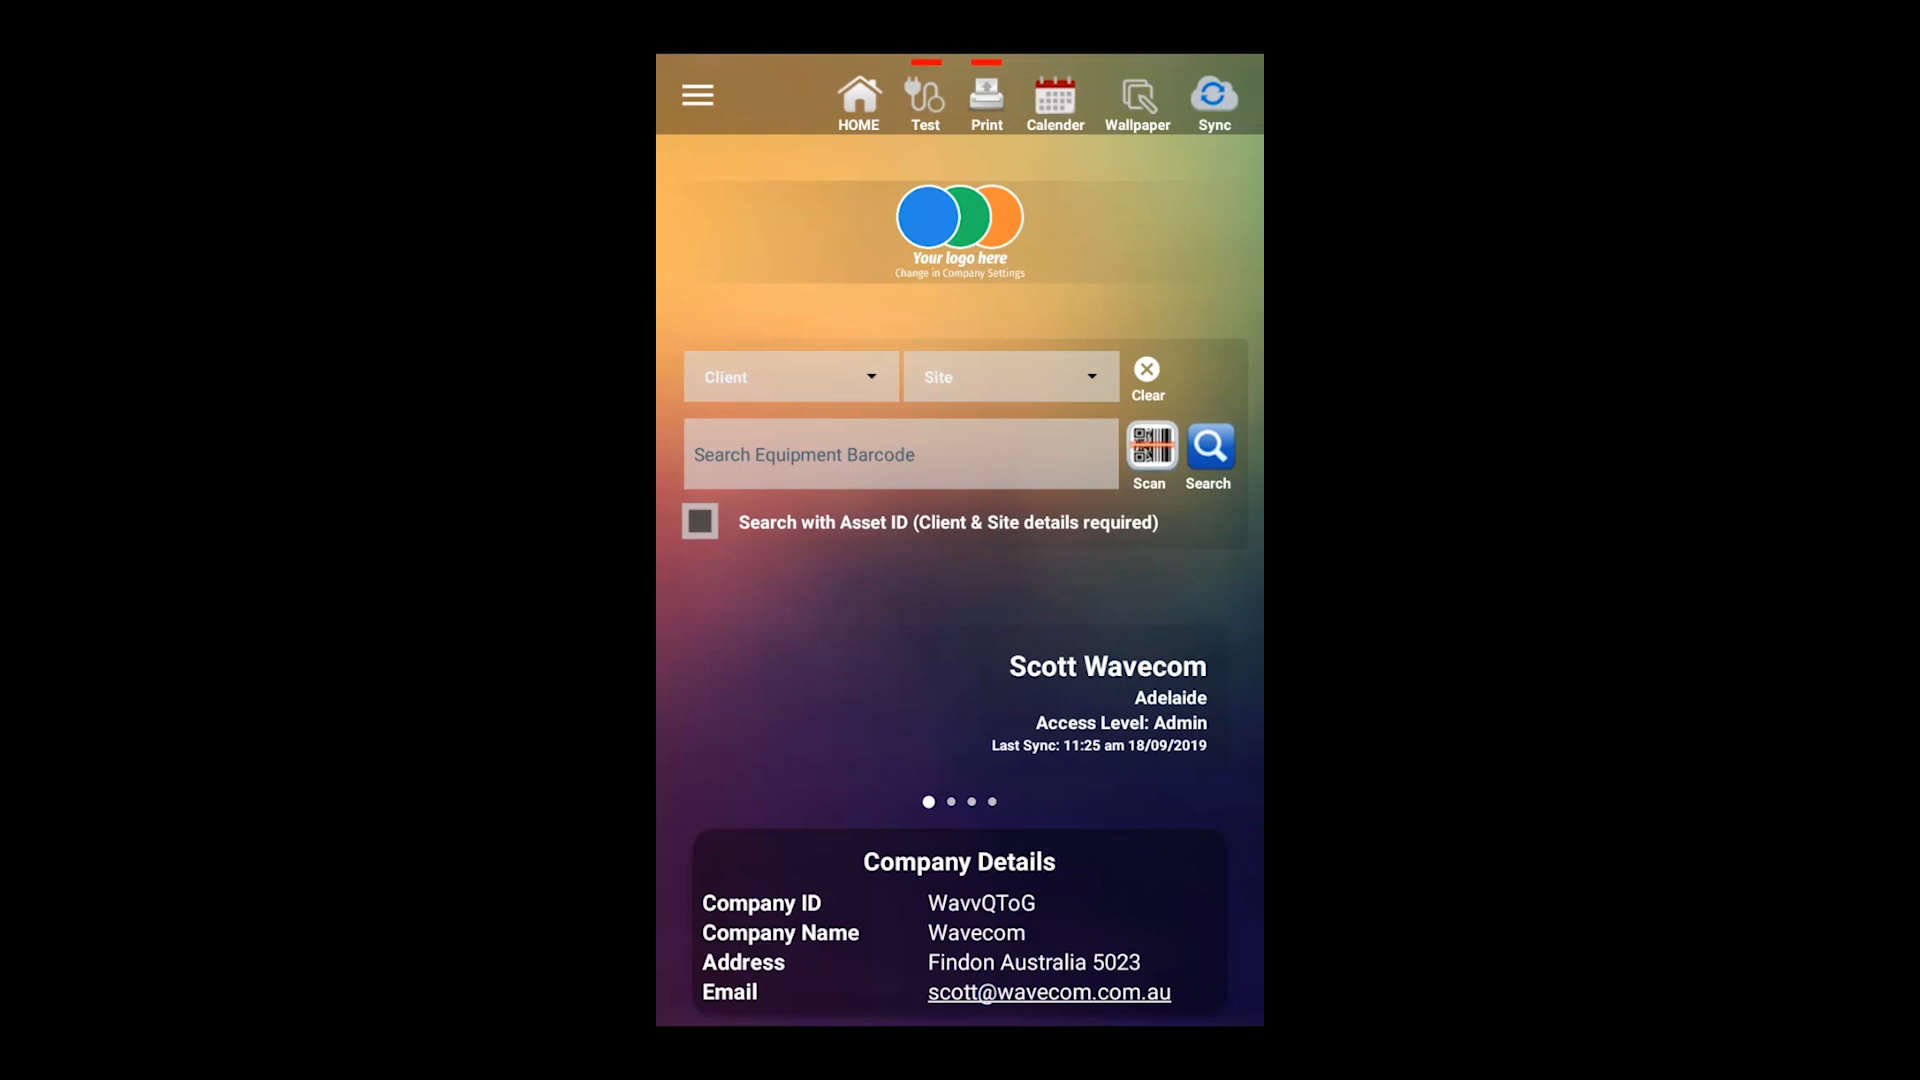 HOME Test Print Calender Wallpaper Sync
Your logo here
Change in Company Settings
Client Site Clear
Search Equipment Barcode
Scan Search
Search with Asset ID (Client & Site details required)
Scott Wavecom
Adelaide
Access Level: Admin
Last Sync: 11:25 am 18/09/2019
Company Details
Company ID WavvQToG
Company Name Wavecom
Address Findon Australia 5023
Email scott@wavecom.com.au